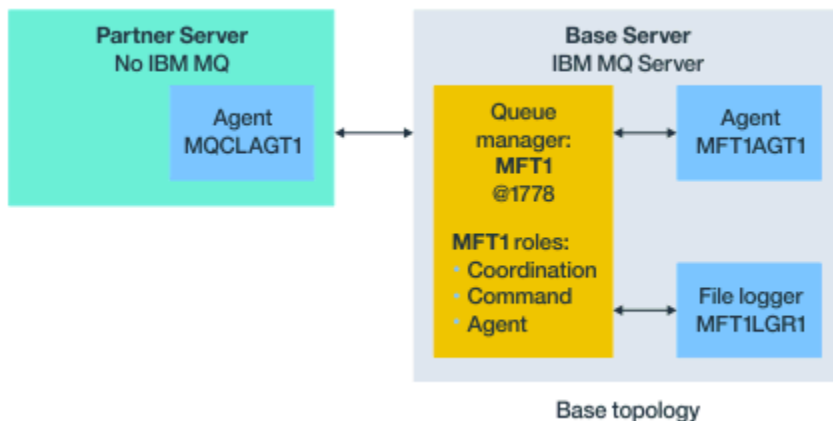 Partner Server
No IBM MQ
Agent
MQCLAGT1
Base Server
IBM MQ Server
Queue
manager:
MFT1
@1778
MFT1 roles:
• Coordination
• Command
• Agent
Agent
MFT1AGT1
File logger
MFT1LGR1
Base topology